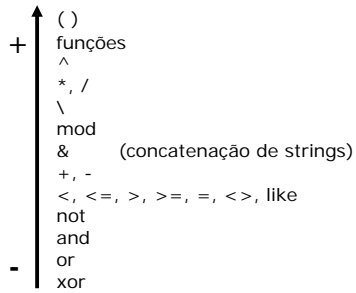 ( )
+ funções
^
*, /
\
mod
& (concatenação de strings)
+, -
<, <=, >, >=, =, <>, like
not
and
- or
xor